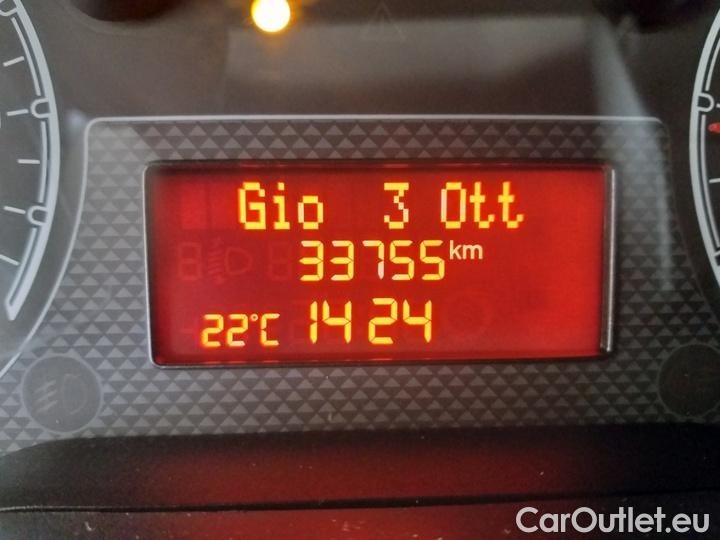 Gio 3 Ott
33755 km
22°C 14 24
CarOutlet.eu